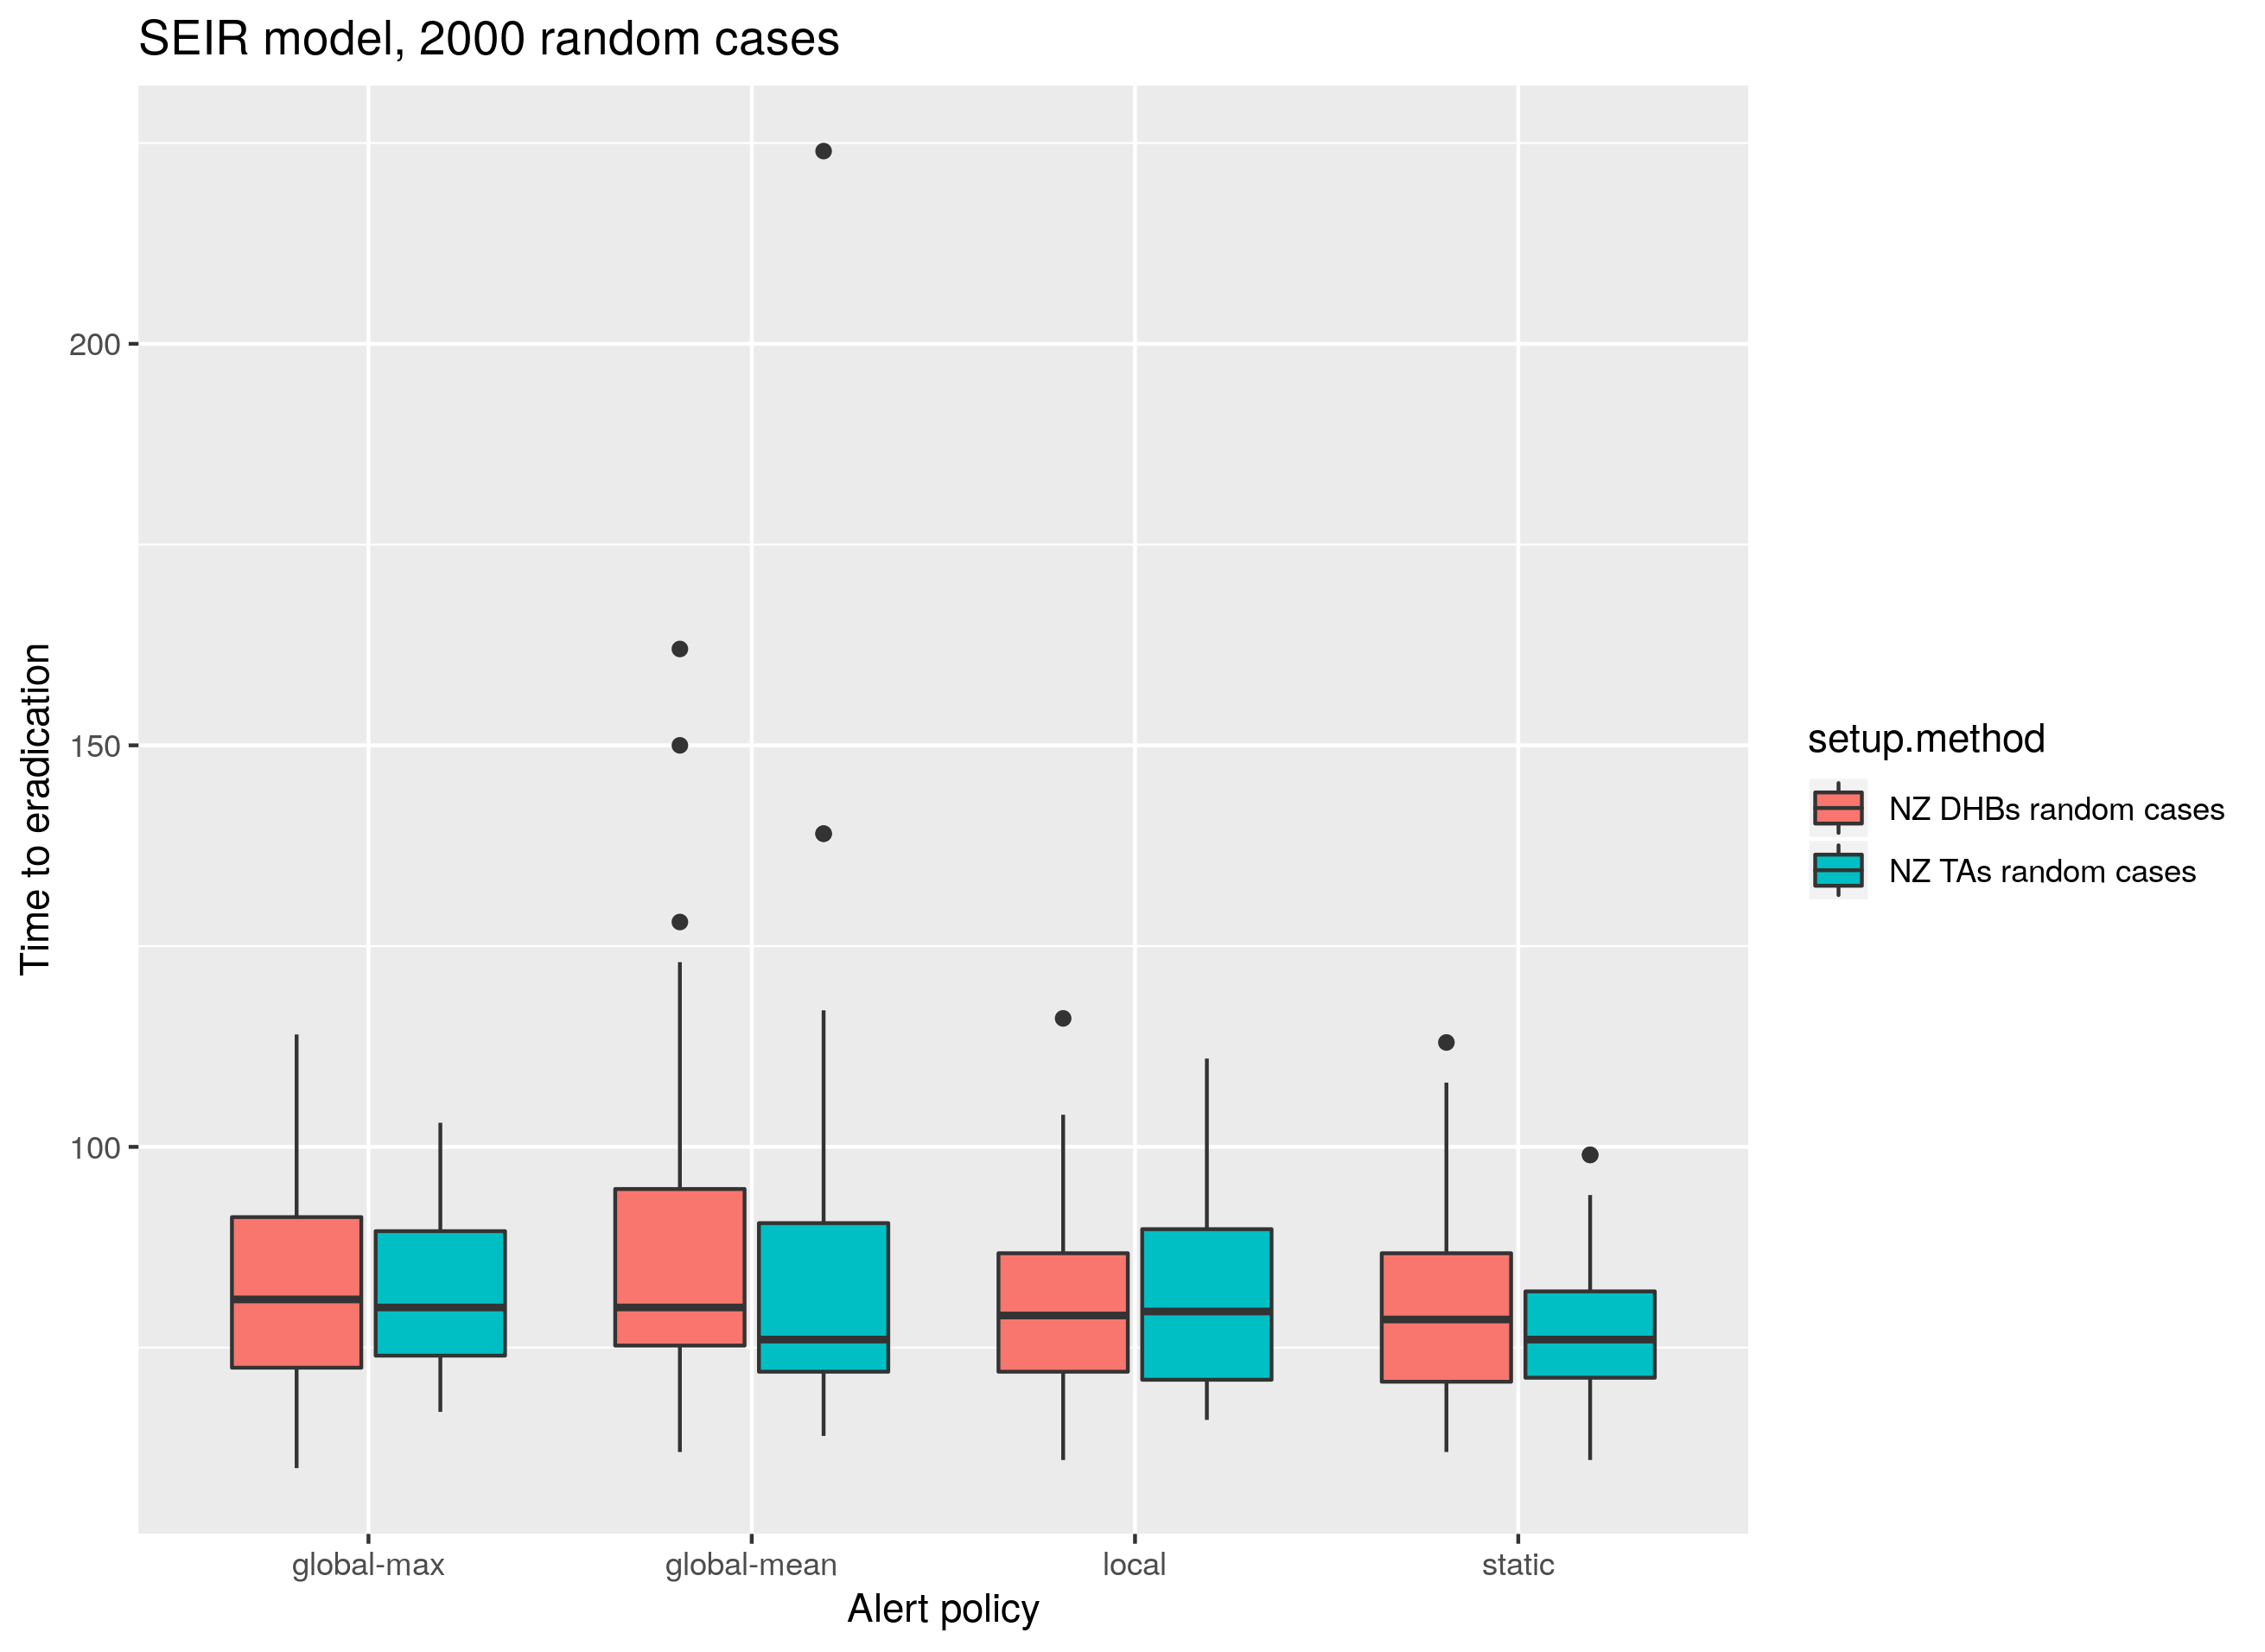 SEIR model, 2000 random cases
200
150
100
Time to eradication
global-max
global-mean
local
static
Alert policy
setup.method
NZ DHBs random cases
NZ TAs random cases